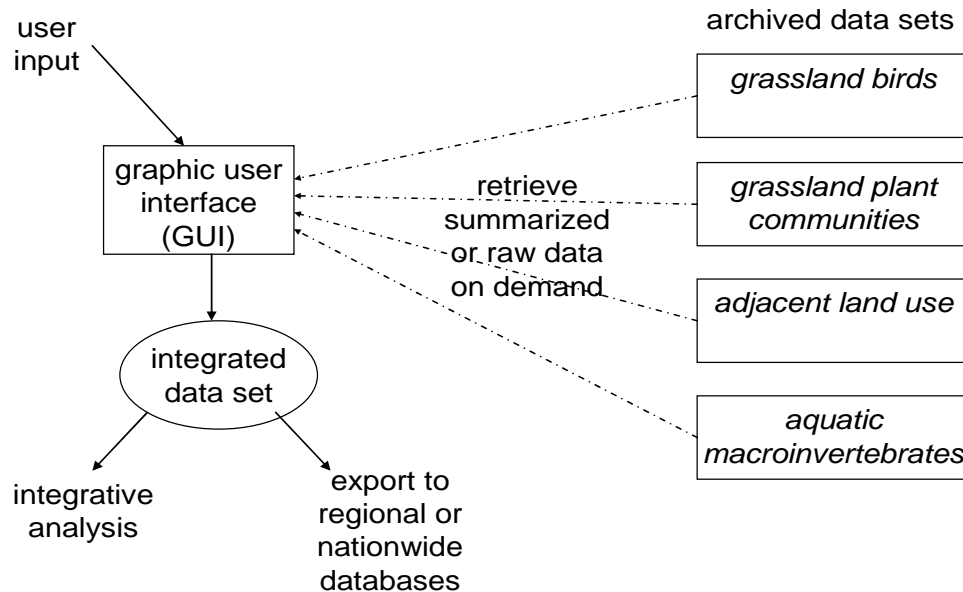 user
input
graphic user
interface
(GUI)
integrated
data set
integrative
analysis
export to
regional or
nationwide
databases
retrieve
summarized
or raw data
on demand
archived data sets
grassland birds
grassland plant
communities
adjacent land use
aquatic
macroinvertebrates